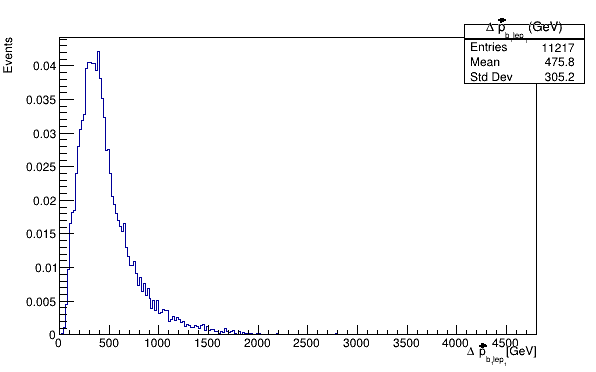 Δ p b,lep₁ (GeV)
Entries 11217
Mean 475.8
Std Dev 305.2
Events
0.04
0.035
0.03
0.025
0.02
0.015
0.01
0.005
0
0 500 1000 1500 2000 2500 3000 3500 4000 4500
Δ p b₁lep₁ [GeV]